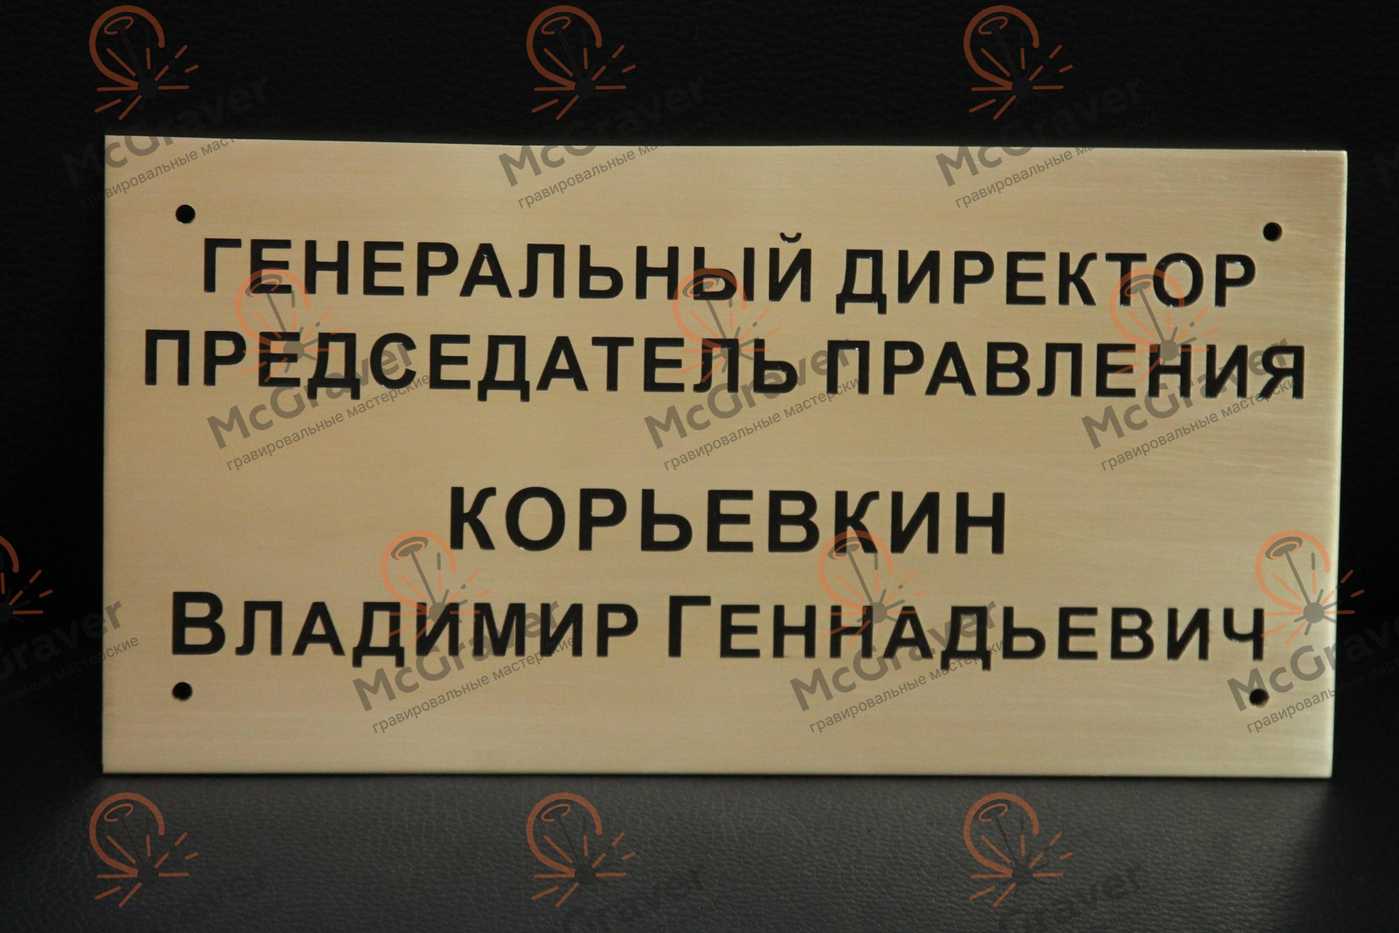 ГЕНЕРАЛЬНЫЙ ДИРЕКТОР
ПРЕДСЕДАТЕЛЬ ПРАВЛЕНИЯ
КОРЬЕВКИН
ВЛАДИМИР ГЕННАДЬЕВИЧ
McGraver
гравировальные мастерские